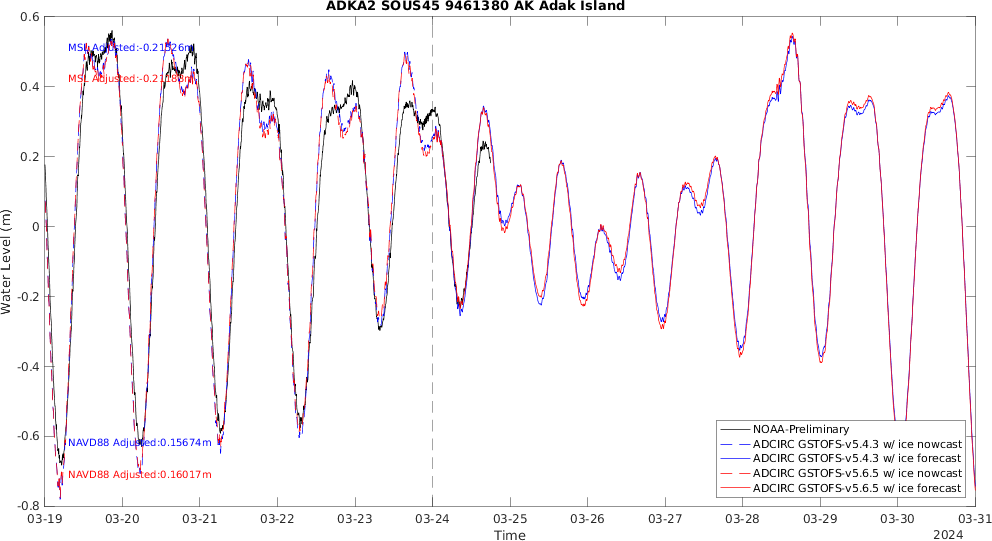 ADKA2 SOUS45 9461380 AK Adak Island
Water Level (m)
0.6
0.4
0.2
0
-0.2
-0.4
-0.6
-0.8
MSL Adjusted:-0.21526m
NAVD88 Adjusted:0.15674m
NAVD88 Adjusted:0.16017m
NOAA-Preliminary
ADCIRC GSTOFS-v5.4.3 w/ ice nowcast
ADCIRC GSTOFS-v5.4.3 w/ ice forecast
ADCIRC GSTOFS-v5.6.5 w/ ice nowcast
ADCIRC GSTOFS-v5.6.5 w/ ice forecast
03-19 03-20 03-21 03-22 03-23 03-24 03-25 03-26 03-27 03-28 03-29 03-30 03-31
Time
2024